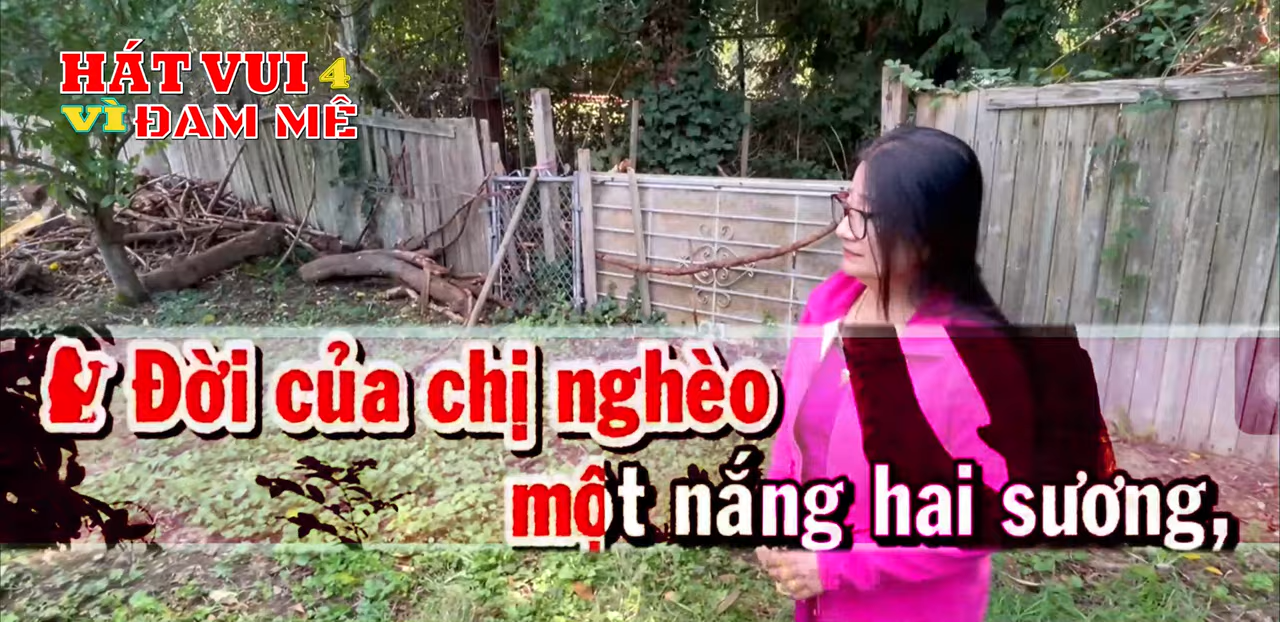 HÁT VUI 4
VÌ ĐAM MÊ
Đời của chị nghèo
một nắng hai sương,